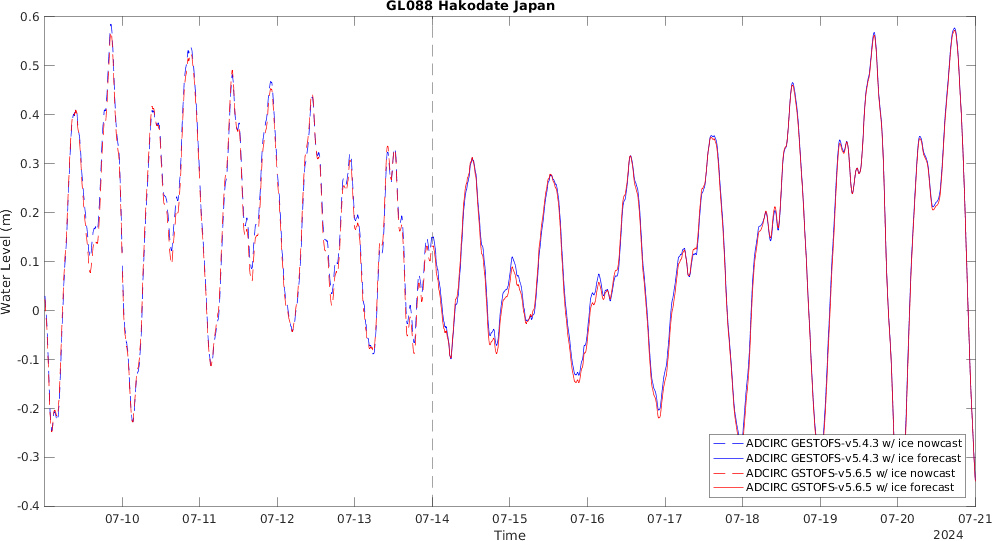 GL088 Hakodate Japan
Water Level (m)
0.6
0.5
0.4
0.3
0.2
0.1
0
-0.1
-0.2
-0.3
-0.4
ADCIRC GESTOFS-v5.4.3 w/ ice nowcast
ADCIRC GESTOFS-v5.4.3 w/ ice forecast
ADCIRC GSTOFS-v5.6.5 w/ ice nowcast
ADCIRC GSTOFS-v5.6.5 w/ ice forecast
07-10 07-11 07-12 07-13 07-14 07-15 07-16 07-17 07-18 07-19 07-20 07-21
Time
2024